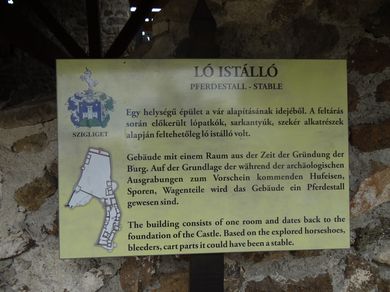 LÓ ISTÁLLÓ
PFERDESTALL - STABLE
SZIGLIGET
Egy helységű épület a vár alapításának idejéből. A feltárás
során előkerült lópatkók, sarkantyúk, szekér alkatrészek
alapján feltehetőleg ló istálló volt.
Gebäude mit einem Raum aus der Zeit der Gründung der
Burg. Auf der Grundlage der während der archäologischen
Ausgrabungen zum Vorschein kommenden Hufeisen,
Sporen, Wagenteile wird das Gebäude ein Pferdestall
gewesen sind.
The building consists of one room and dates back to the
foundation of the Castle. Based on the explored horseshoes,
bleeders, cart parts it could have been a stable.